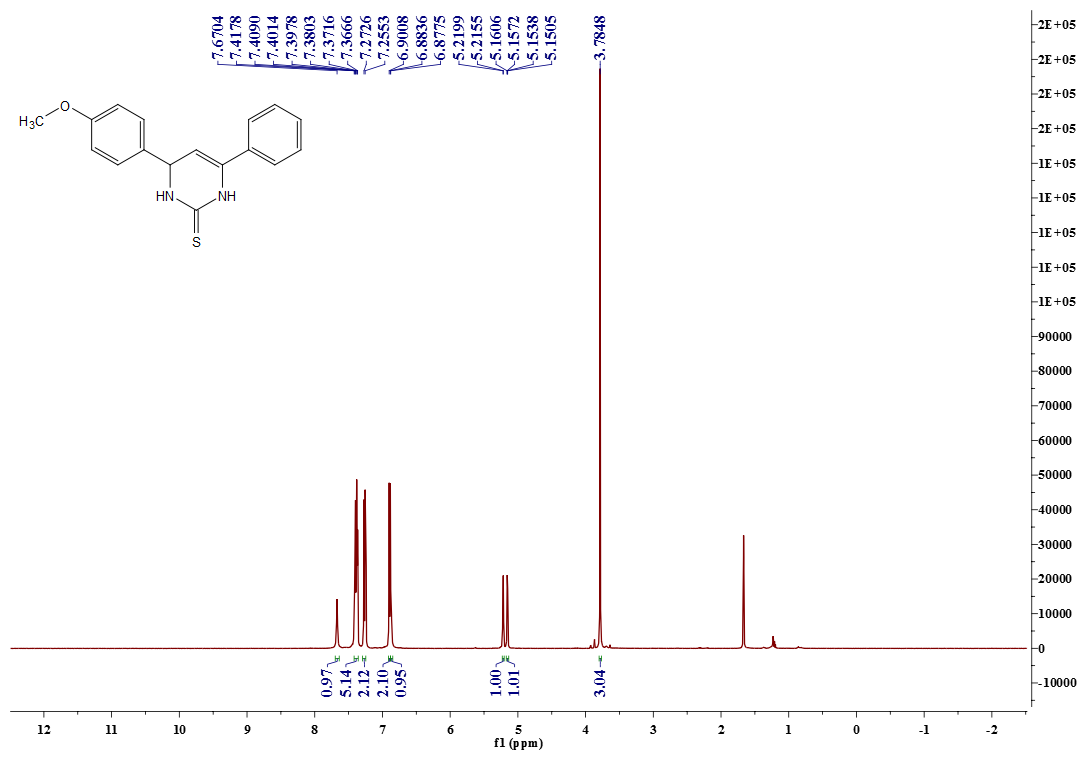 7.6704
7.4178
7.4090
7.4014
7.3978
7.3803
7.3716
7.3666
7.2726
7.2553
6.9008
6.8836
6.8775
5.2199
5.2155
5.1606
5.1572
5.1538
5.1505
3.7848
H3C
O
HN
NH
S
2E+05
2E+05
2E+05
2E+05
1E+05
1E+05
1E+05
1E+05
1E+05
90000
80000
70000
60000
50000
40000
30000
20000
10000
0
-10000
0.97
5.14
2.12
2.10
0.95
1.00
1.01
3.04
12 11 10 9 8 7 6 5 4 3 2 1 0 -1 -2
f1 (ppm)